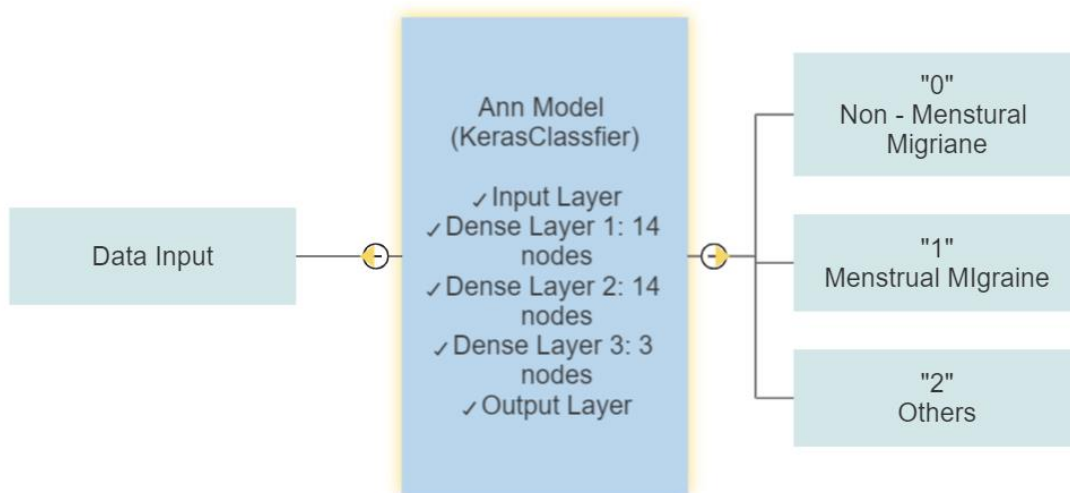 Data Input
Ann Model
(KerasClassfier)
✓Input Layer
✓Dense Layer 1: 14
nodes
✓Dense Layer 2: 14
nodes
✓Dense Layer 3: 3
nodes
✓Output Layer
"0"
Non - Menstural
Migriane
"1"
Menstrual MIgraine
"2"
Others